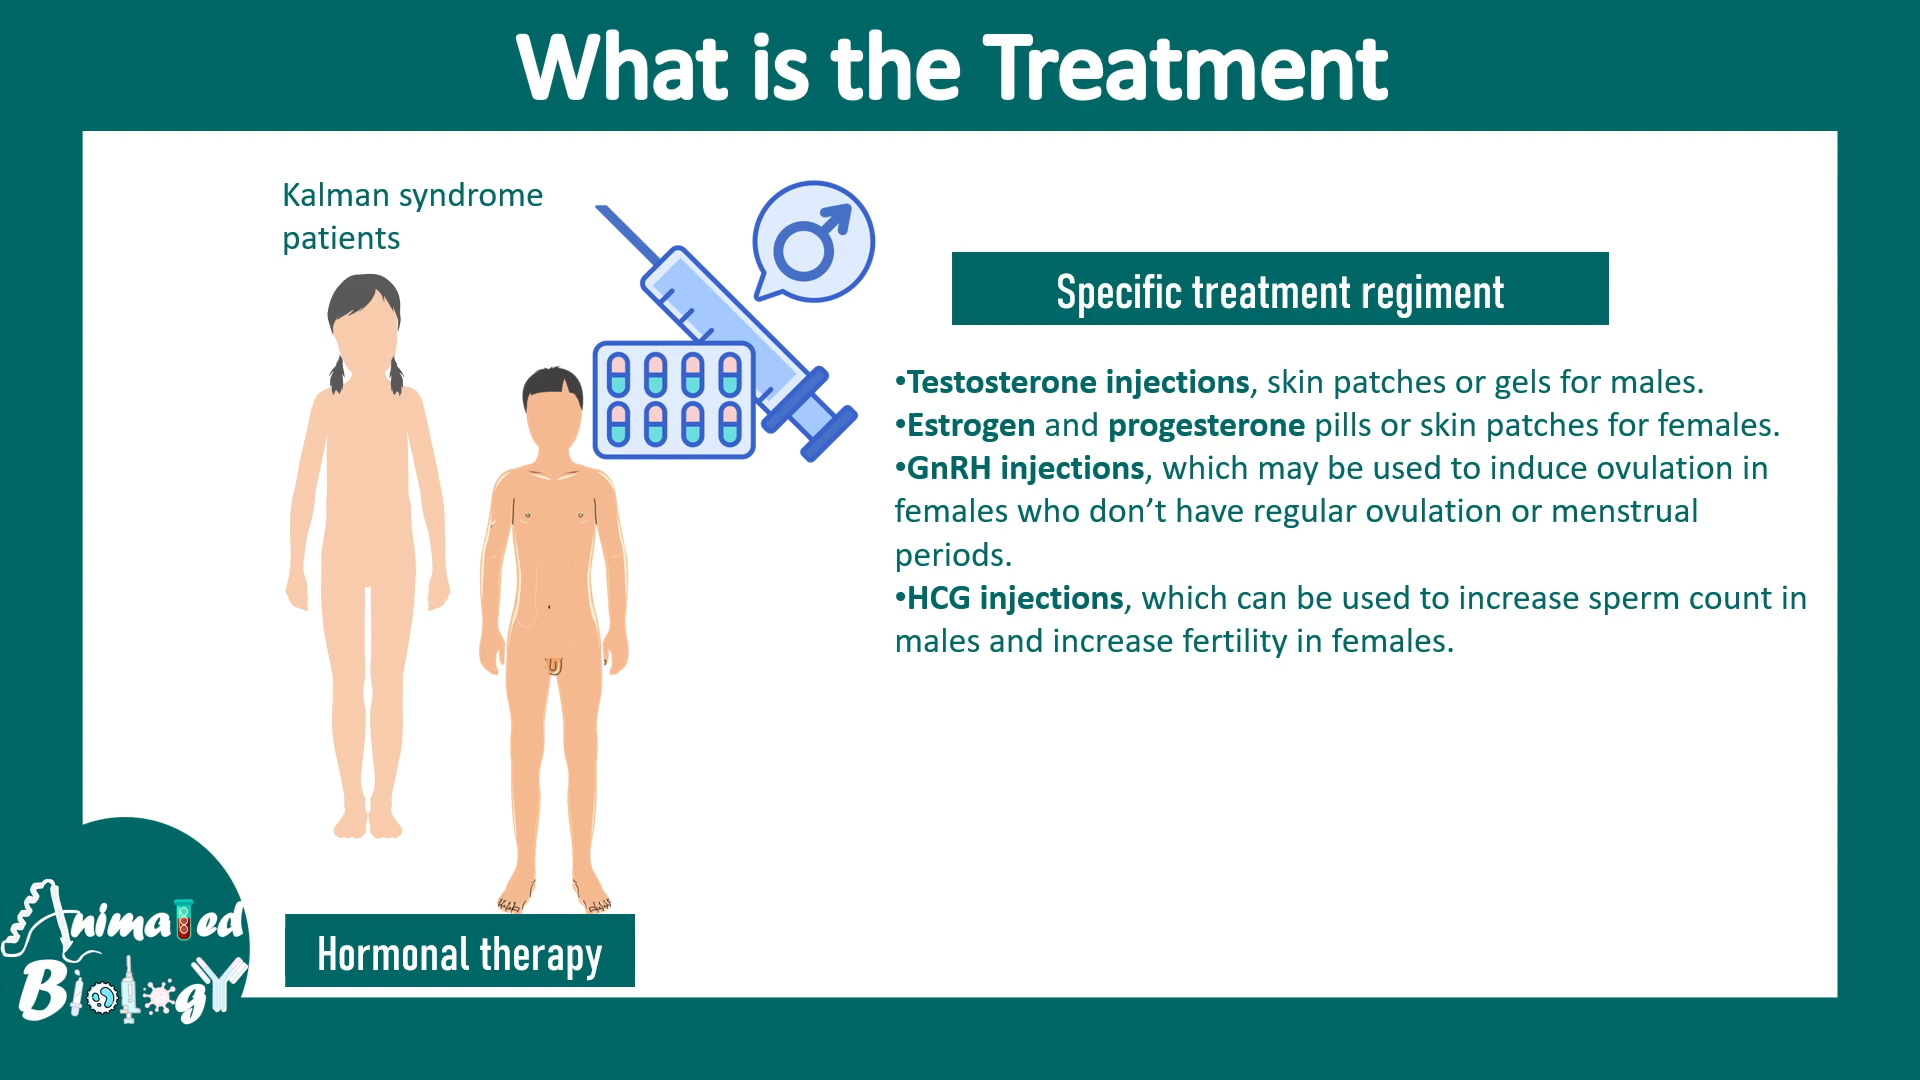 What is the Treatment
Kalman syndrome
patients
Specific treatment regiment
•Testosterone injections, skin patches or gels for males.
•Estrogen and progesterone pills or skin patches for females.
•GnRH injections, which may be used to induce ovulation in
females who don’t have regular ovulation or menstrual
periods.
•HCG injections, which can be used to increase sperm count in
males and increase fertility in females.
Hormonal therapy
Animated
Biology